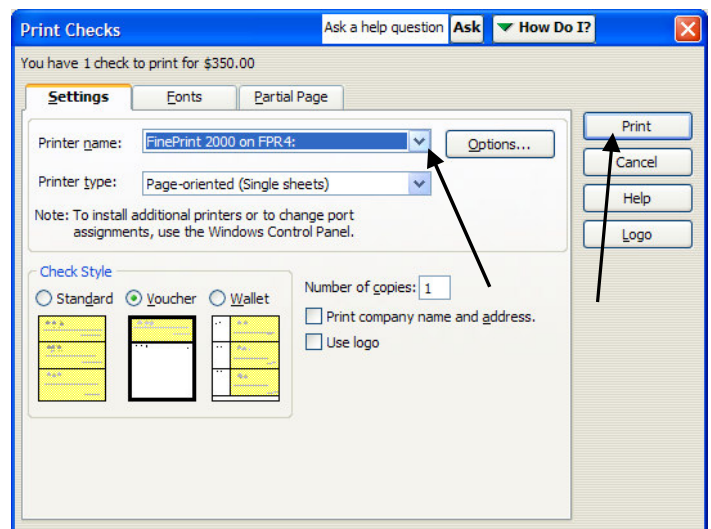 Print Checks
Ask a help question Ask How Do I?
You have 1 check to print for $350.00
Settings Fonts Partial Page
Printer name: FinePrint 2000 on FPR4: Options...
Printer type: Page-oriented (Single sheets)
Note: To install additional printers or to change port
assignments, use the Windows Control Panel.
Check Style
Standard Voucher Wallet
Number of copies: 1
Print company name and address.
Use logo
Print
Cancel
Help
Logo